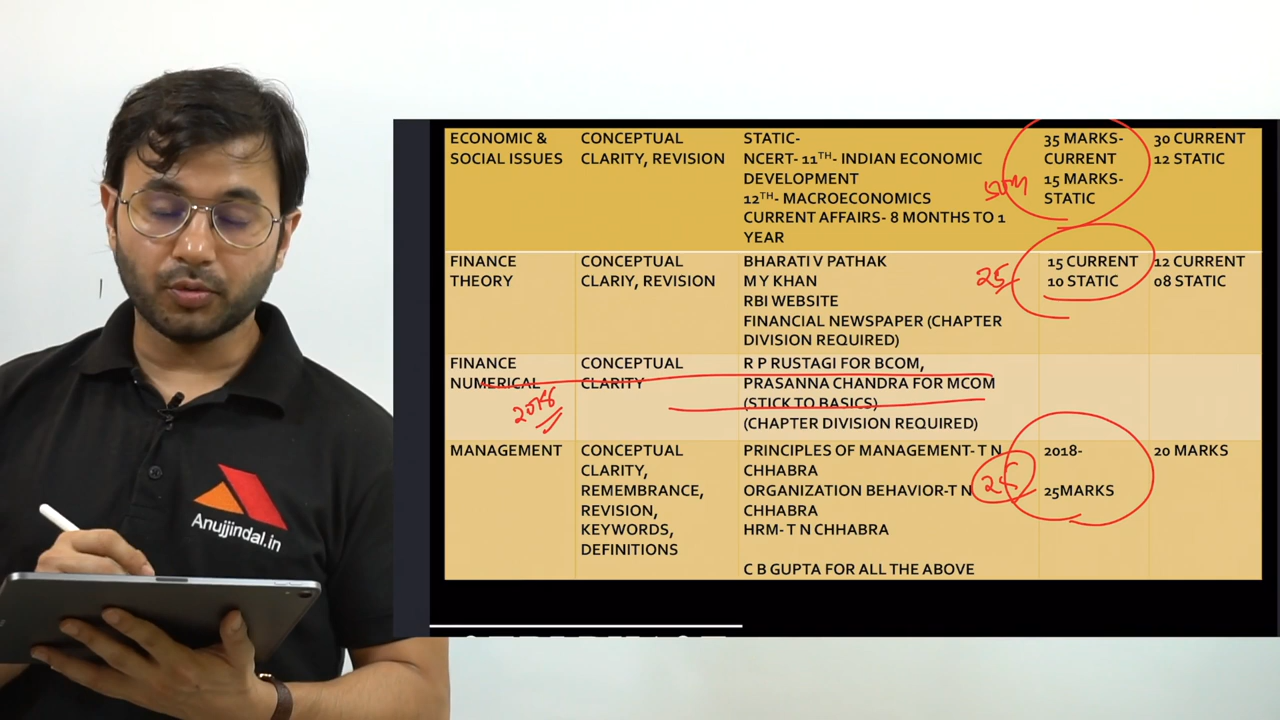 Anujjindal.in
ECONOMIC &
SOCIAL ISSUES
CONCEPTUAL
CLARITY, REVISION
STATIC-
NCERT- 11TH- INDIAN ECONOMIC
DEVELOPMENT
12TH- MACROECONOMICS
CURRENT AFFAIRS- 8 MONTHS TO 1
YEAR
50M
35 MARKS-
CURRENT
15 MARKS-
STATIC
30 CURRENT
12 STATIC
FINANCE
THEORY
CONCEPTUAL
CLARIY, REVISION
BHARATI V PATHAK
M Y KHAN
RBI WEBSITE
FINANCIAL NEWSPAPER (CHAPTER
DIVISION REQUIRED)
25
15 CURRENT
10 STATIC
12 CURRENT
08 STATIC
FINANCE
NUMERICAL
2018
CONCEPTUAL
CLARITY
R P RUSTAGI FOR BCOM,
PRASANNA CHANDRA FOR MCOM
(STICK TO BASICS)
(CHAPTER DIVISION REQUIRED)
MANAGEMENT
CONCEPTUAL
CLARITY,
REMEMBRANCE,
REVISION,
KEYWORDS,
DEFINITIONS
PRINCIPLES OF MANAGEMENT- T N
CHHABRA
ORGANIZATION BEHAVIOR-T N
CHHABRA
HRM- T N CHHABRA
C B GUPTA FOR ALL THE ABOVE
25
2018-
25MARKS
20 MARKS